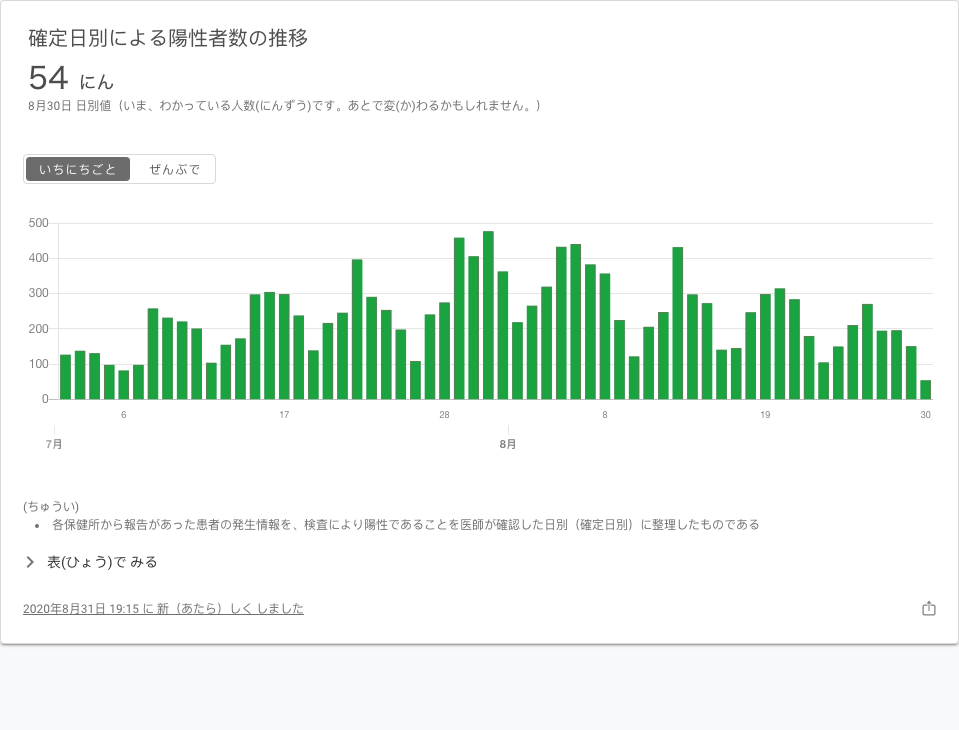 確定日別による陽性者数の推移
54 にん
8月30日 日別値（いま、わかっている人数(にんずう)です。あとで変(か)わるかもしれません。）
いちにちごと ぜんぶで
500
400
300
200
100
0
6 17 28 8 19 30
7月 8月
(ちゅうい)
• 各保健所から報告があった患者の発生情報を、検査により陽性であることを医師が確認した日別（確定日別）に整理したものである
表(ひょう)で みる
2020年8月31日 19:15 に 新（あたら）しく しました